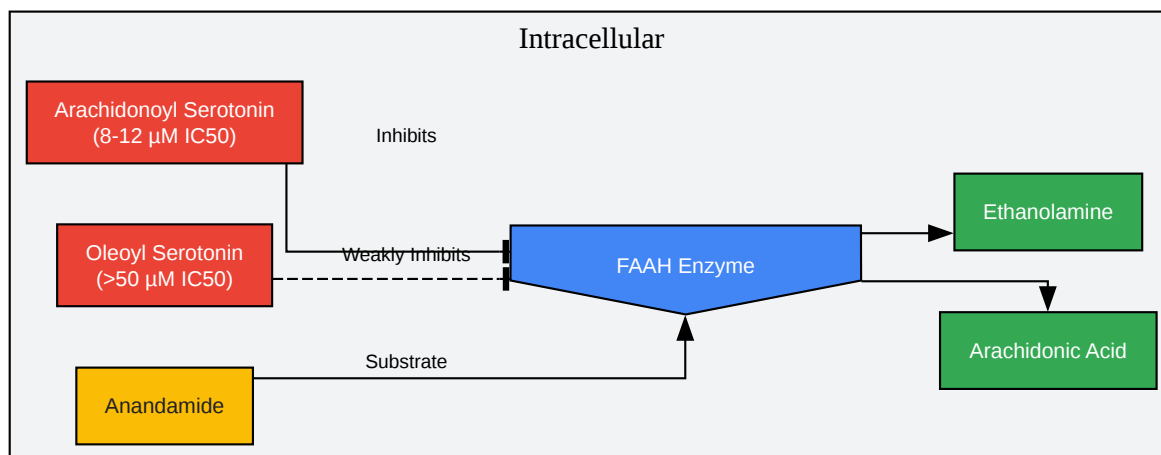 Intracellular
Arachidonoyl Serotonin
(8-12 µM IC50)
Inhibits
Oleoyl Serotonin
(>50 µM IC50)
Weakly Inhibits
FAAH Enzyme
Ethanolamine
Arachidonic Acid
Substrate
Anandamide